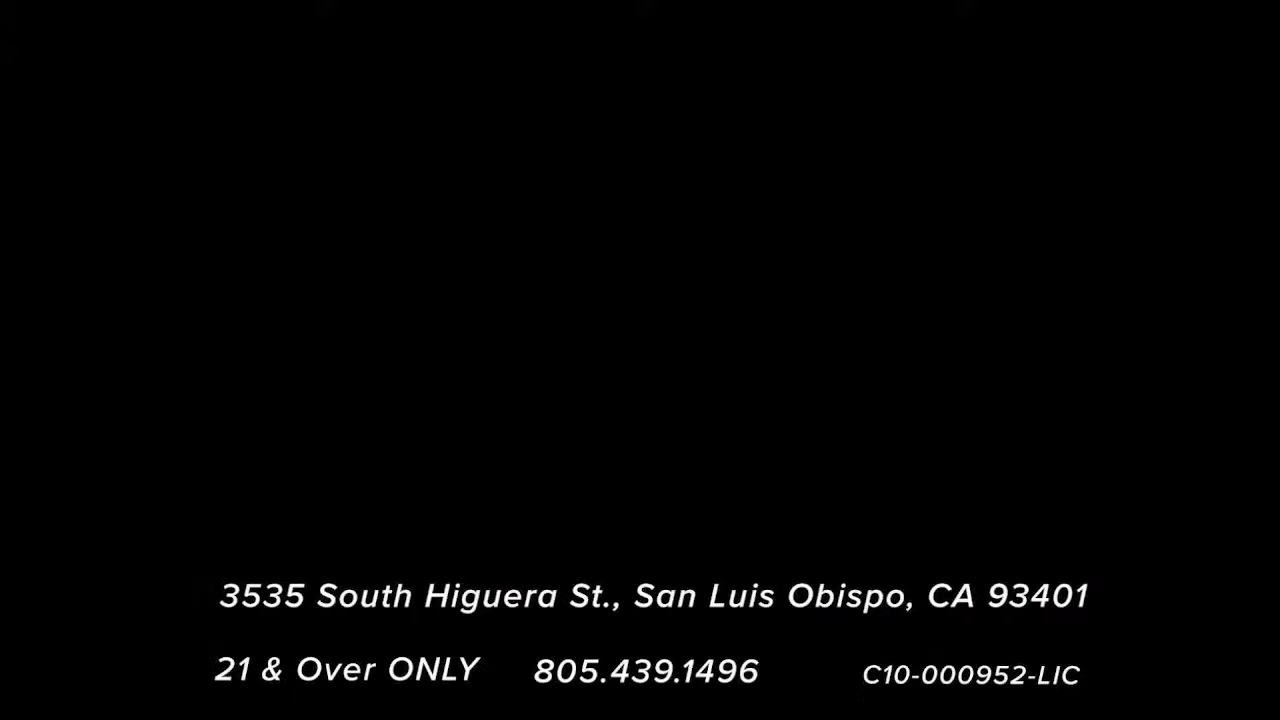 3535 South Higuera St., San Luis Obispo, CA 93401
21 & Over ONLY 805.439.1496 C10-000952-LIC